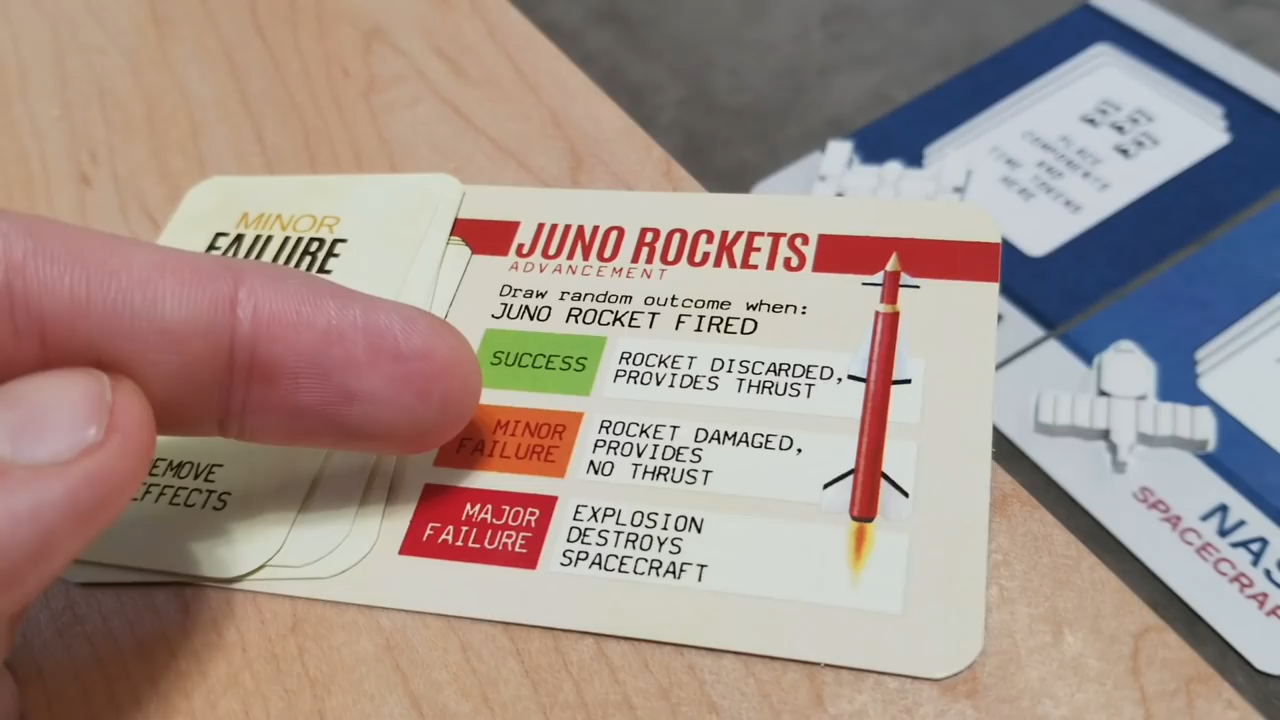 MINOR
FAILURE
EMOVE
EFFECTS
JUNO ROCKETS
ADVANCEMENT
Draw random outcome when:
JUNO ROCKET FIRED
SUCCESS
ROCKET DISCARDED,
PROVIDES THRUST
MINOR
FAILURE
ROCKET DAMAGED,
PROVIDES
NO THRUST
MAJOR
FAILURE
EXPLOSION
DESTROYS
SPACECRAFT
PLACE
COMPONENTS
AND
TIME TOKENS
HERE
NAS
SPACECRAF